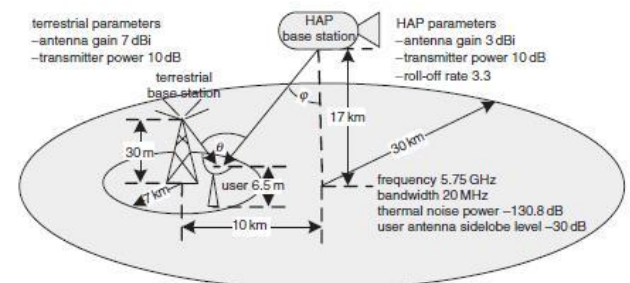 terrestrial parameters
–antenna gain 7 dBi
–transmitter power 10 dB
HAP
base station
HAP parameters
–antenna gain 3 dBi
–transmitter power 10 dB
–roll-off rate 3.3
terrestrial
base station
φ
17 km
θ
30 km
30 m
user 6.5 m
7 km
10 km
frequency 5.75 GHz
bandwidth 20 MHz
thermal noise power –130.8 dB
user antenna sidelobe level –30 dB